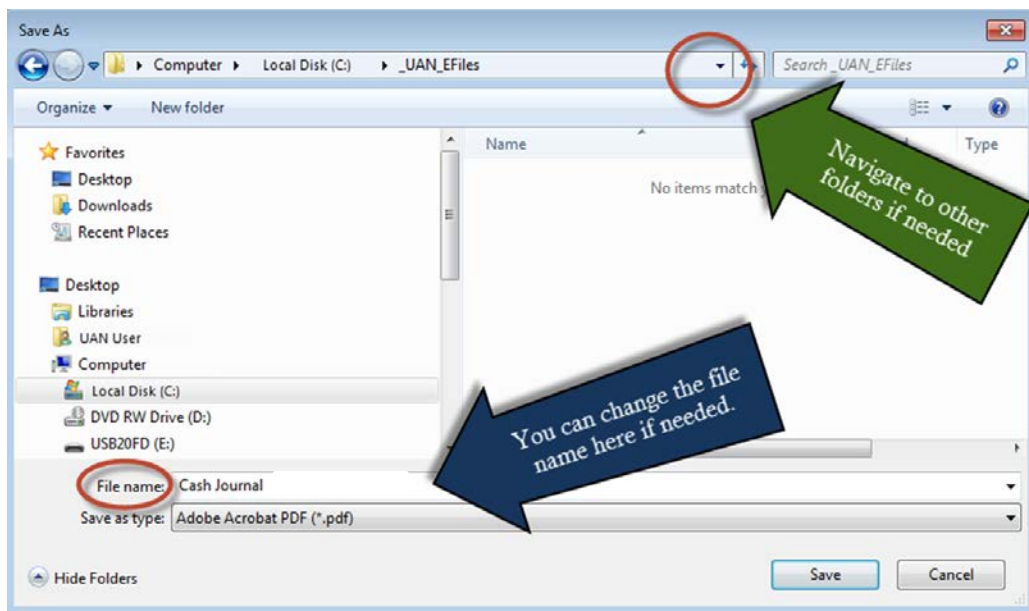 Save As
Computer Local Disk (C:) _UAN_EFiles Search _UAN_EFiles
Organize New folder
Name Type
Favorites
Desktop
Downloads
Recent Places
No items match
Navigate to other
folders if needed
Desktop
Libraries
UAN User
Computer
Local Disk (C:)
DVD RW Drive (D:)
USB20FD (E:)
You can change the file
name here if needed.
File name: Cash Journal
Save as type: Adobe Acrobat PDF (*.pdf)
Hide Folders Save Cancel